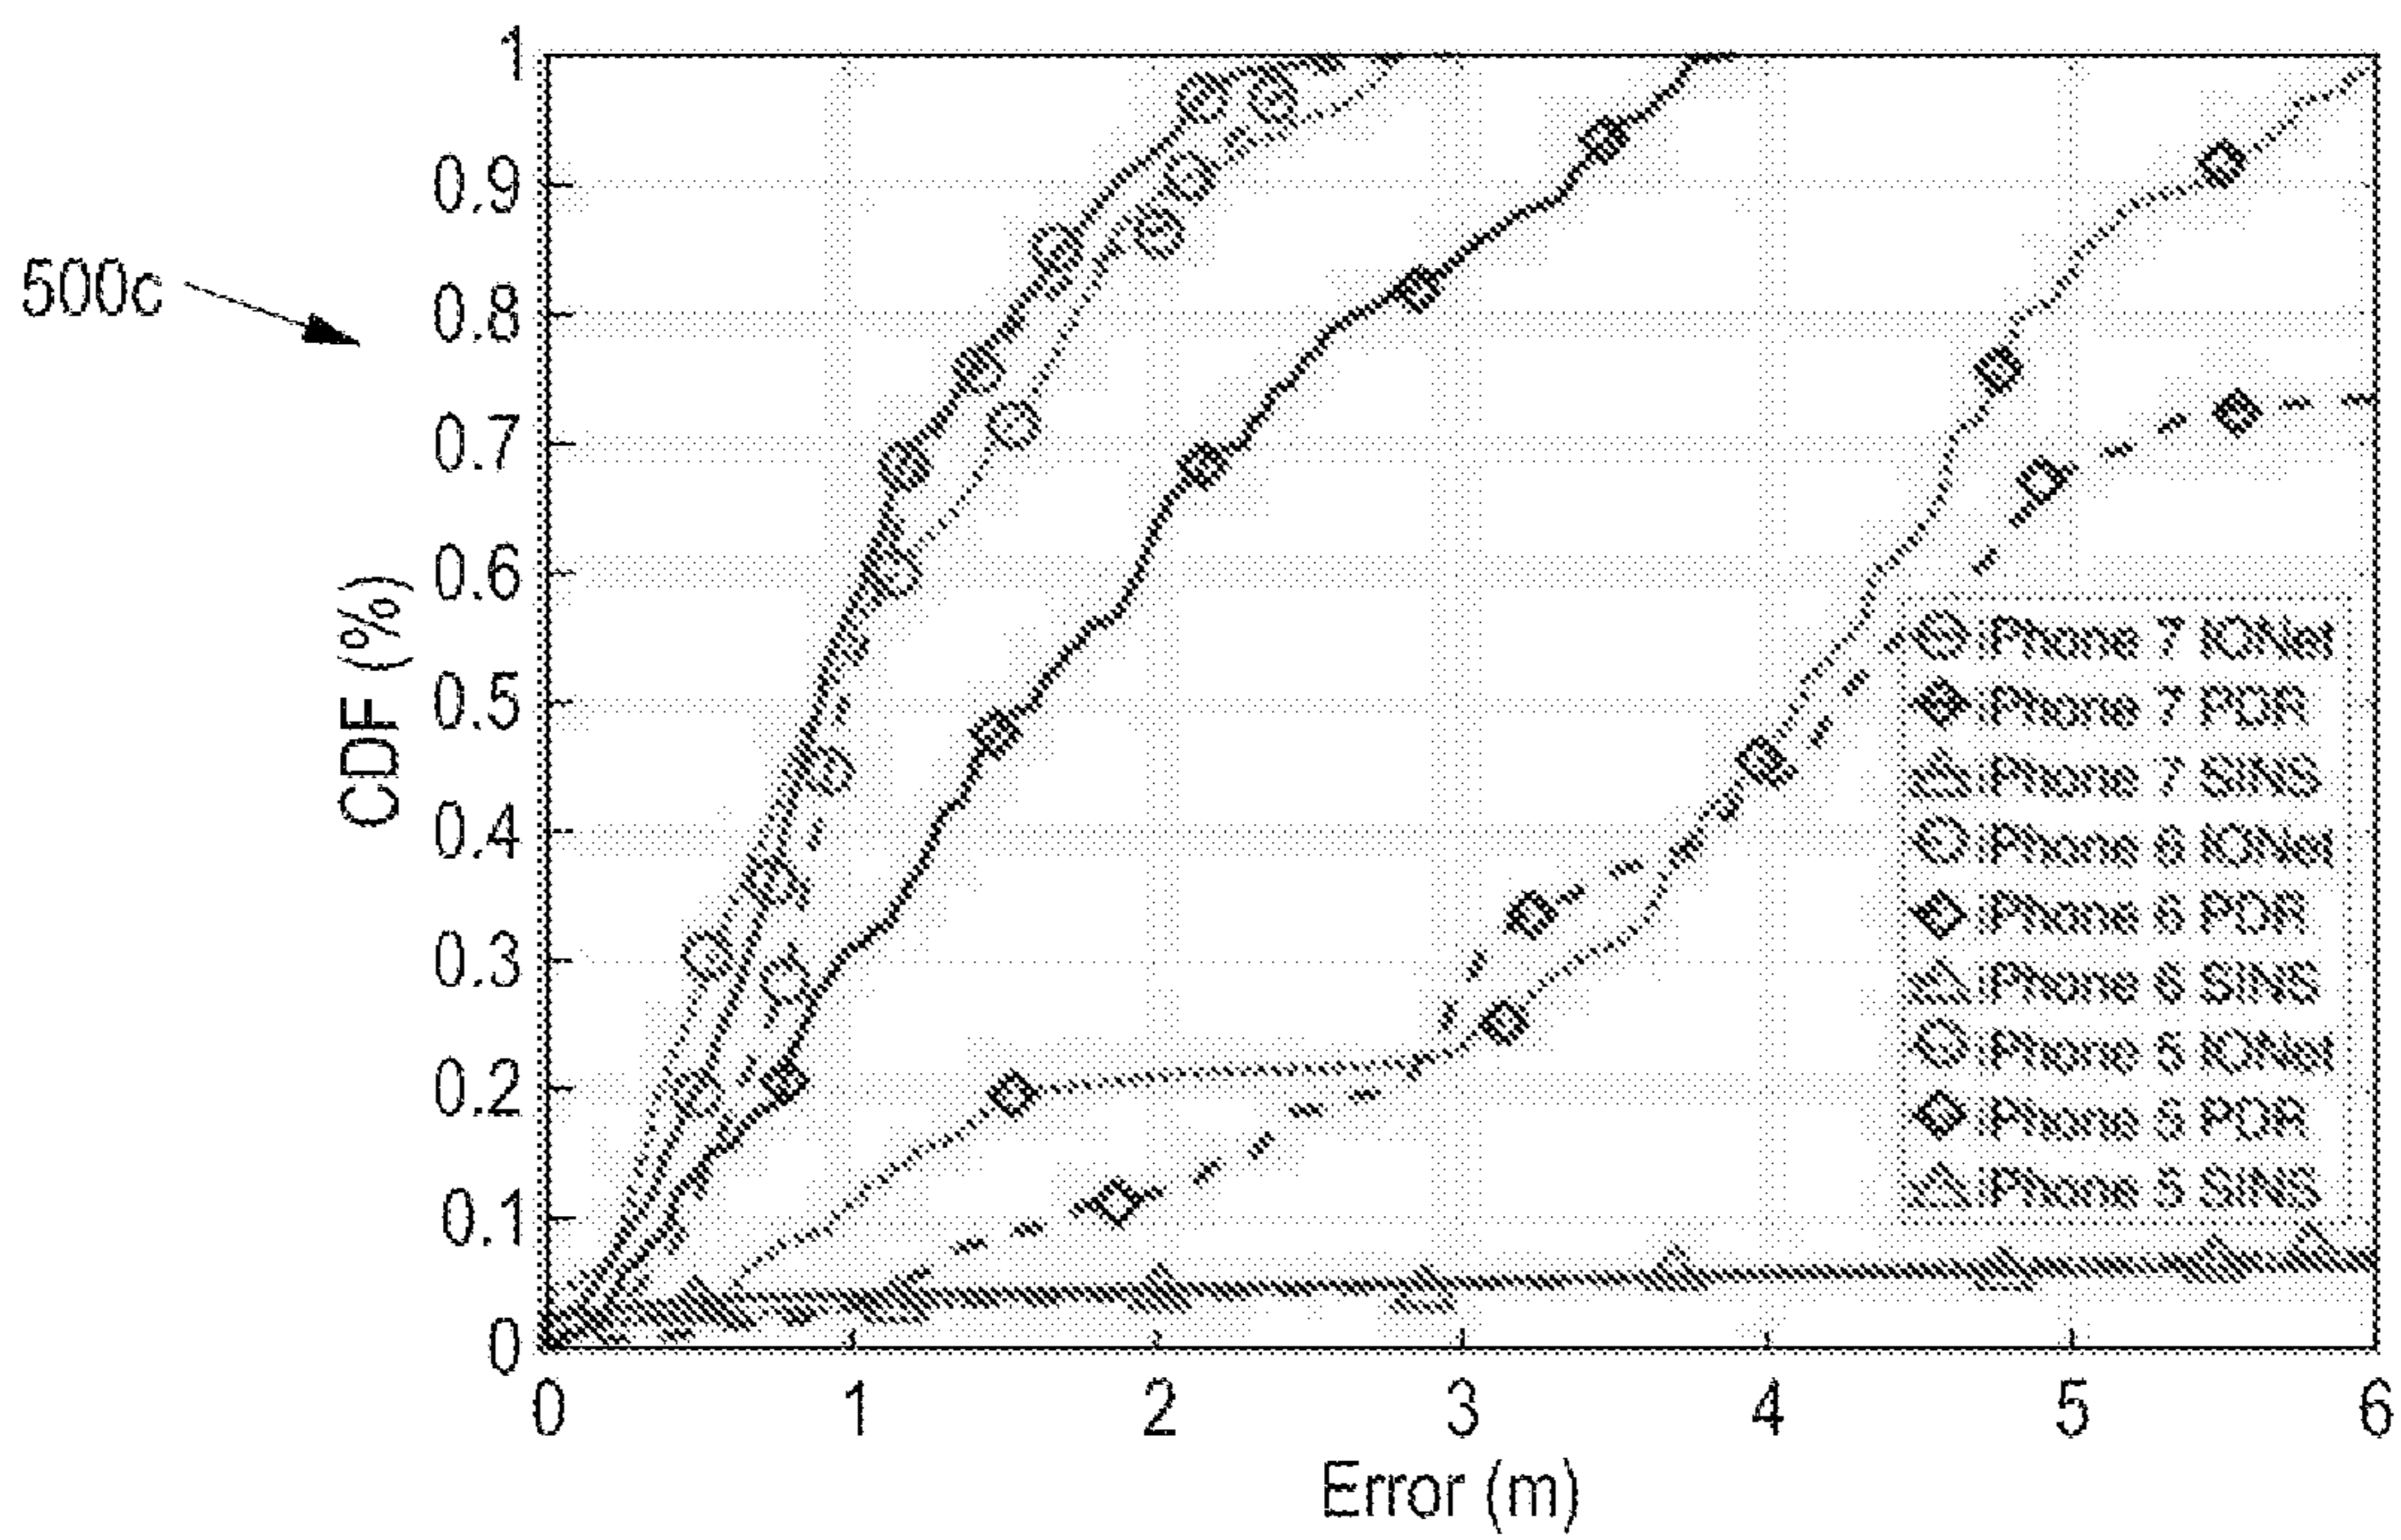 500c
CDF (%)
1
0.9
0.8
0.7
0.6
0.5
0.4
0.3
0.2
0.1
0
0
1
2
3
4
5
6
Error (m)
iPhone 7 IONet
iPhone 7 PDR
iPhone 7 SINS
iPhone 6 IONet
iPhone 6 PDR
iPhone 6 SINS
iPhone 5 IONet
iPhone 5 PDR
iPhone 5 SINS